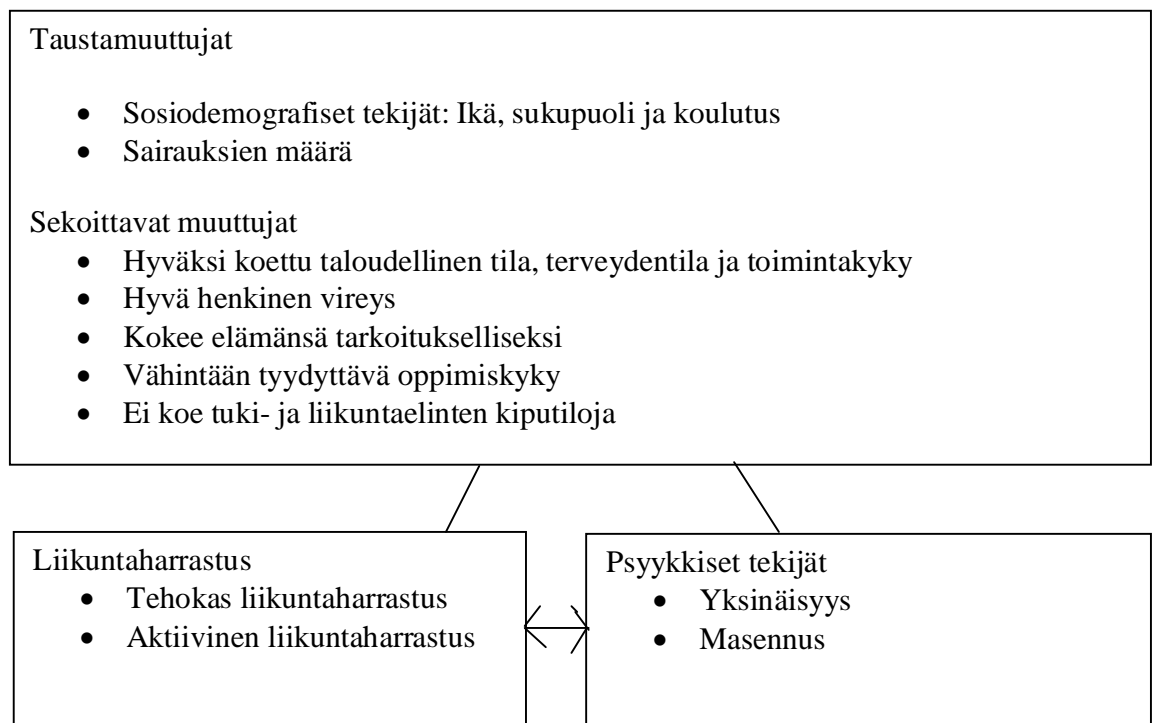 Taustamuuttujat
• Sosiodemografiset tekijät: Ikä, sukupuoli ja koulutus
• Sairauksien määrä
Sekoittavat muuttujat
• Hyväksi koettu taloudellinen tila, terveydentila ja toimintakyky
• Hyvä henkinen vireys
• Kokee elämänsä tarkoitukselliseksi
• Vähintään tyydyttävä oppimiskyky
• Ei koe tuki- ja liikuntaelinten kiputiloja
Liikuntaharrastus
• Tehokas liikuntaharrastus
• Aktiivinen liikuntaharrastus
Psyykkiset tekijät
• Yksinäisyys
• Masennus